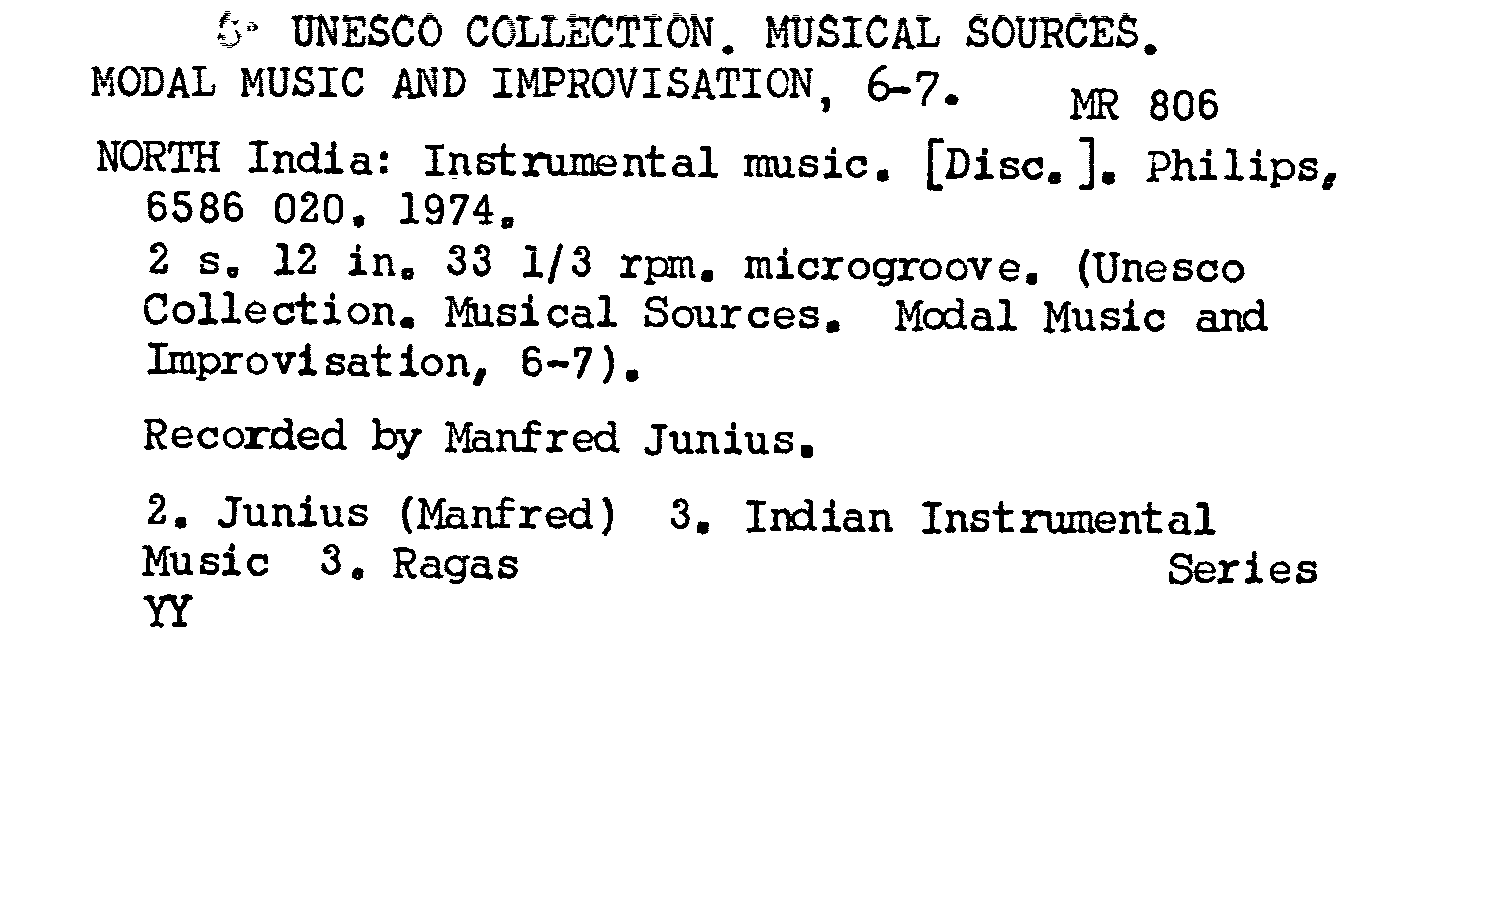 5. UNESCO COLLECTION. MUSICAL SOURCES.
MODAL MUSIC AND IMPROVISATION, 6-7. MR 806
NORTH India: Instrumental music. [Disc.]. Philips,
6586 020. 1974.
2 s. 12 in. 33 1/3 rpm. microgroove. (Unesco
Collection. Musical Sources. Modal Music and
Improvisation, 6-7).
Recorded by Manfred Junius.
2. Junius (Manfred) 3. Indian Instrumental
Music 3. Ragas Series
YY